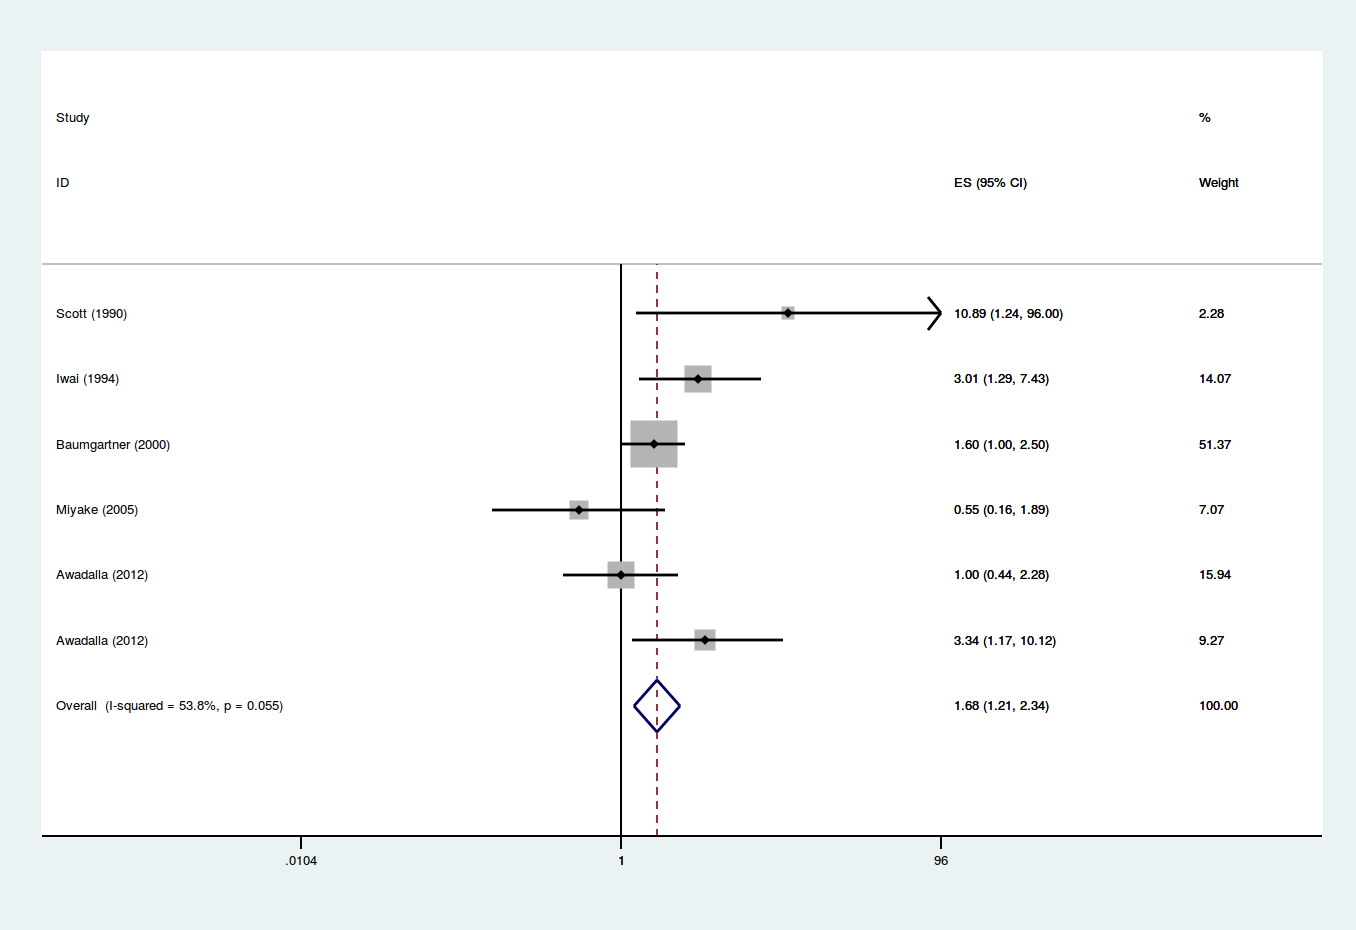 Study %
ID ES (95% CI) Weight
Scott (1990) 10.89 (1.24, 96.00) 2.28
Iwai (1994) 3.01 (1.29, 7.43) 14.07
Baumgartner (2000) 1.60 (1.00, 2.50) 51.37
Miyake (2005) 0.55 (0.16, 1.89) 7.07
Awadalla (2012) 1.00 (0.44, 2.28) 15.94
Awadalla (2012) 3.34 (1.17, 10.12) 9.27
Overall (I-squared = 53.8%, p = 0.055) 1.68 (1.21, 2.34) 100.00
.0104 1 96